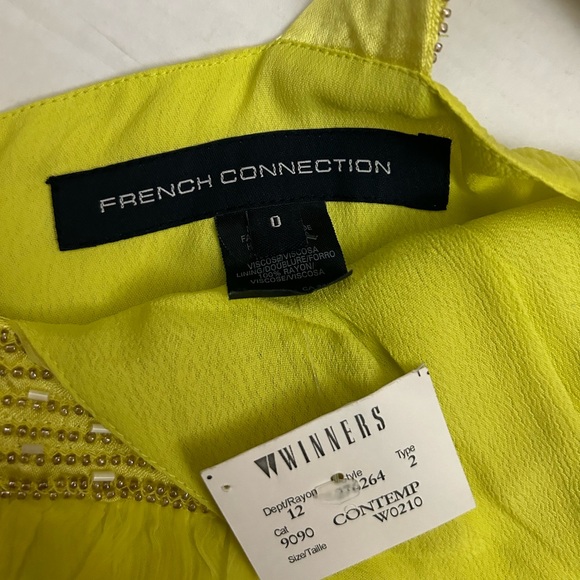 FRENCH CONNECTION
0
VISCOSE/VISCOSA
LINING/DOUBLURE/FORRO
100% RAYON/
VISCOSE/VISCOSA
WINNERS
Dept/Rayon Style Type
12 2
Cat CONTEMP
9090 W0210
Size/Taille